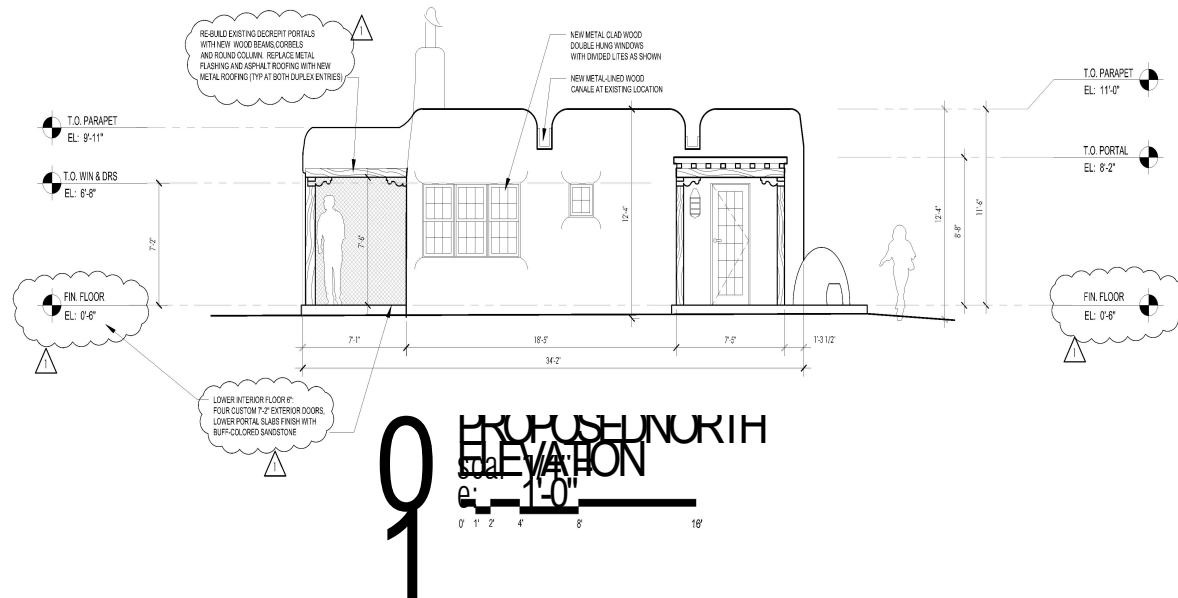 RE-BUILD EXISTING DECREPIT PORTALS
WITH NEW WOOD BEAMS,CORBELS
AND ROUND COLUMN. REPLACE METAL
FLASHING AND ASPHALT ROOFING WITH NEW
METAL ROOFING (TYP AT BOTH DUPLEX ENTRIES)
1
NEW METAL CLAD WOOD
DOUBLE HUNG WINDOWS
WITH DIVIDED LITES AS SHOWN
NEW METAL-LINED WOOD
CANALE AT EXISTING LOCATION
T.O. PARAPET
EL: 11'-0"
T.O. PARAPET
EL: 9'-11"
T.O. PORTAL
EL: 8'-2"
T.O. WIN & DRS
EL: 6'-8"
7'-2"
7'-6"
12'-4"
12'-4"
8'-8"
11'-6"
FIN. FLOOR
EL: 0'-6"
1
FIN. FLOOR
EL: 0'-6"
1
7'-1"
18'-5"
7'-5"
1'-3 1/2"
34'-2"
LOWER INTERIOR FLOOR 6":
FOUR CUSTOM 7'-2" EXTERIOR DOORS,
LOWER PORTAL SLABS FINISH WITH
BUFF-COLORED SANDSTONE
1
01
PROPOSEDNORTH
ELEVATION
scale: 1/4" = 1'-0"
0' 1' 2' 4' 8' 16'